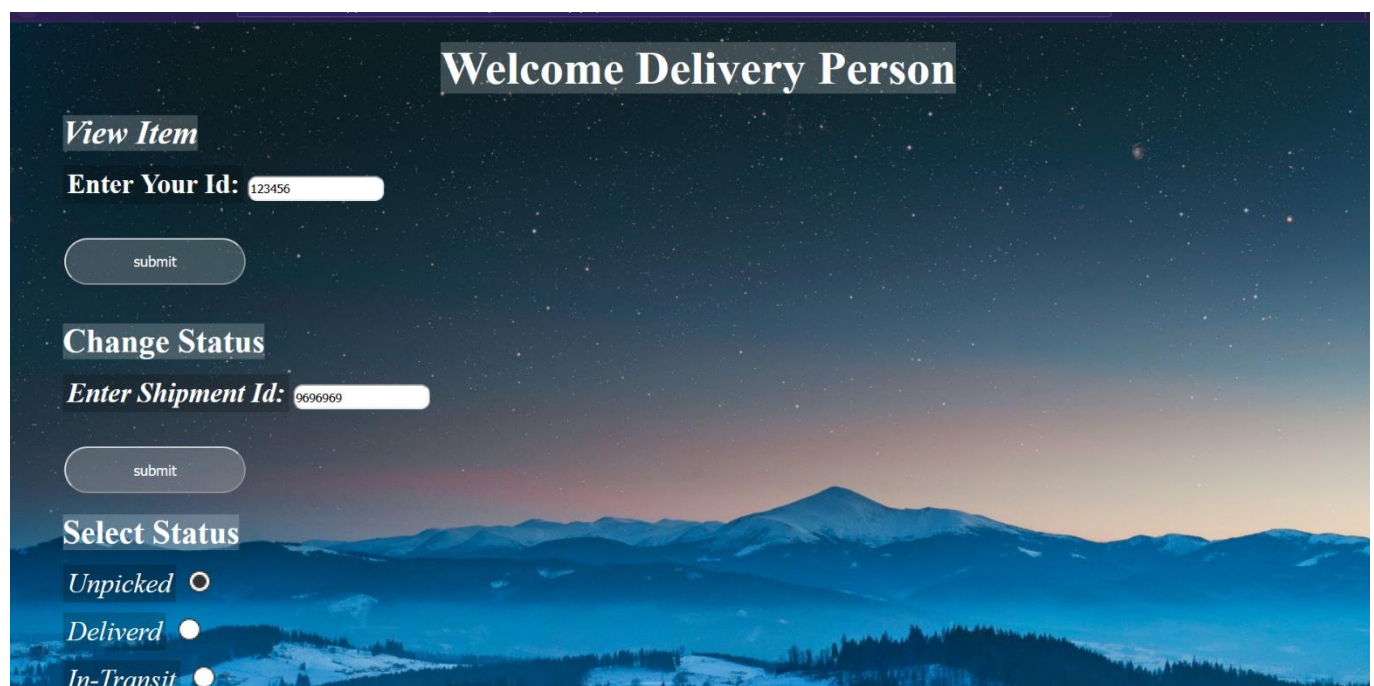 Welcome Delivery Person
View Item
Enter Your Id: 123456
submit
Change Status
Enter Shipment Id: 9696969
submit
Select Status
Unpicked
Deliverd
In-Transit